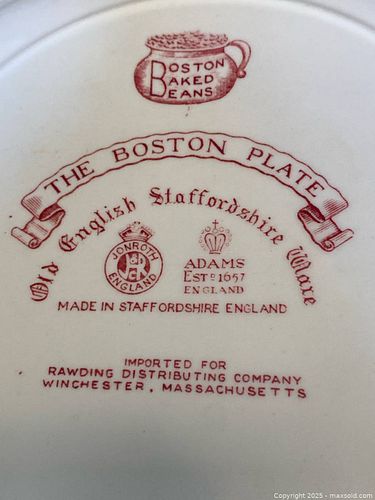 BOSTON
BAKED
BEANS
THE BOSTON PLATE
Old English Staffordshire Ware
JONROTH
J&R Co
ENGLAND
ADAMS
ESTD 1657
ENGLAND
MADE IN STAFFORDSHIRE ENGLAND
IMPORTED FOR
RAWDING DISTRIBUTING COMPANY
WINCHESTER, MASSACHUSETTS
© 2025 - maxsold.com